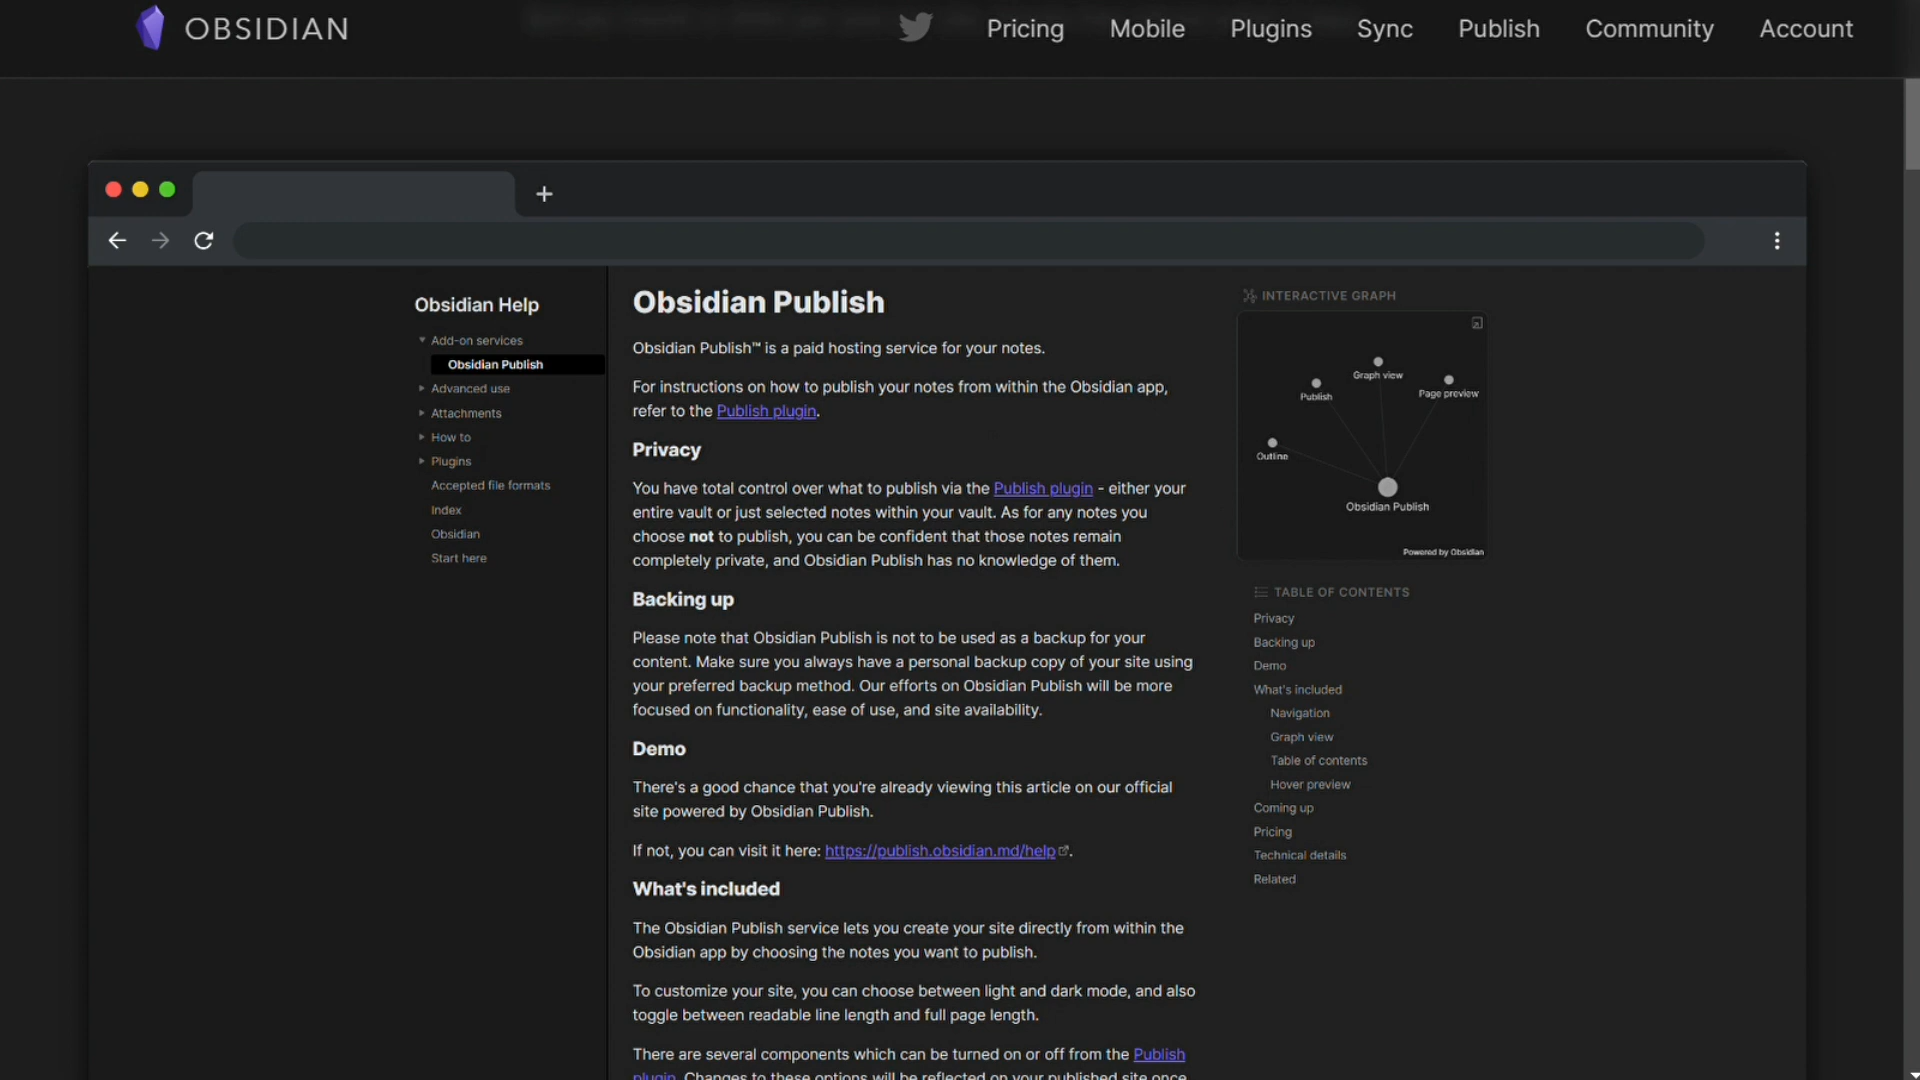 OBSIDIAN
Pricing
Mobile
Plugins
Sync
Publish
Community
Account
Obsidian Help
Add-on services
Obsidian Publish
Advanced use
Attachments
How to
Plugins
Accepted file formats
Index
Obsidian
Start here
Obsidian Publish
Obsidian Publish™ is a paid hosting service for your notes.
For instructions on how to publish your notes from within the Obsidian app,
refer to the Publish plugin.
Privacy
You have total control over what to publish via the Publish plugin - either your
entire vault or just selected notes within your vault. As for any notes you
choose not to publish, you can be confident that those notes remain
completely private, and Obsidian Publish has no knowledge of them.
Backing up
Please note that Obsidian Publish is not to be used as a backup for your
content. Make sure you always have a personal backup copy of your site using
your preferred backup method. Our efforts on Obsidian Publish will be more
focused on functionality, ease of use, and site availability.
Demo
There's a good chance that you're already viewing this article on our official
site powered by Obsidian Publish.
If not, you can visit it here: https://publish.obsidian.md/help.
What's included
The Obsidian Publish service lets you create your site directly from within the
Obsidian app by choosing the notes you want to publish.
To customize your site, you can choose between light and dark mode, and also
toggle between readable line length and full page length.
There are several components which can be turned on or off from the Publish
plugin. Changes to these options will be reflected on your published site once
INTERACTIVE GRAPH
Graph view
Publish
Page preview
Outline
Obsidian Publish
Powered by Obsidian
TABLE OF CONTENTS
Privacy
Backing up
Demo
What's included
Navigation
Graph view
Table of contents
Hover preview
Coming up
Pricing
Technical details
Related